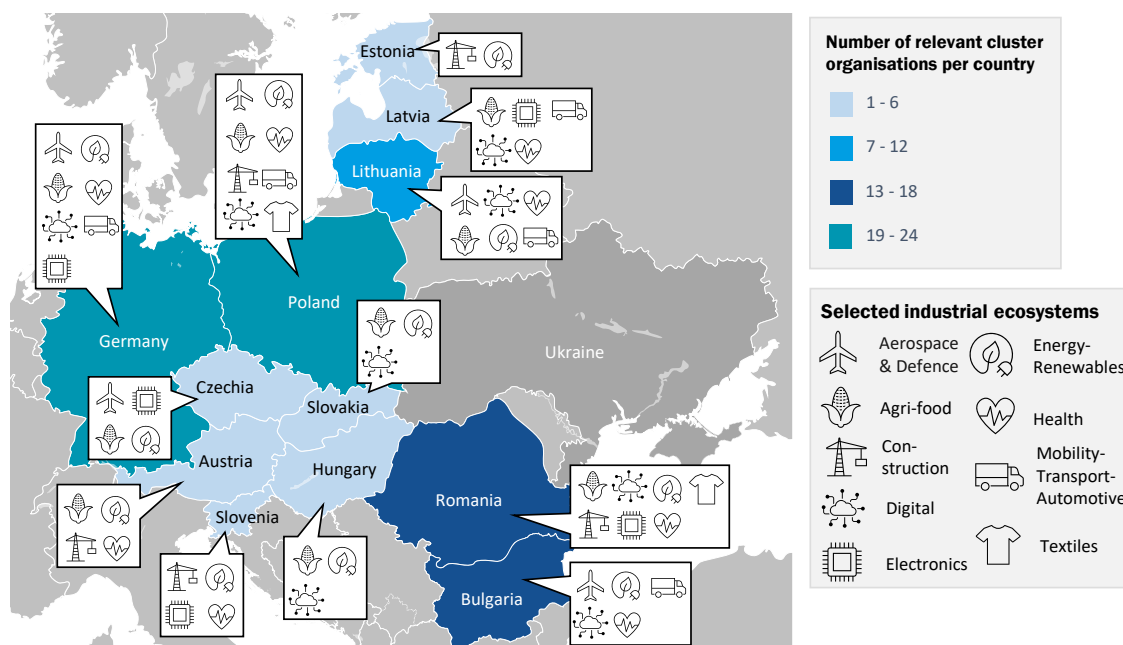 Estonia
Latvia
Lithuania
Poland
Germany
Ukraine
Czechia
Slovakia
Austria
Hungary
Slovenia
Romania
Bulgaria
Number of relevant cluster
organisations per country
1 - 6
7 - 12
13 - 18
19 - 24
Selected industrial ecosystems
Aerospace
& Defence
Energy-
Renewables
Agri-food
Health
Con-
struction
Mobility-
Transport-
Automotive
Digital
Electronics
Textiles